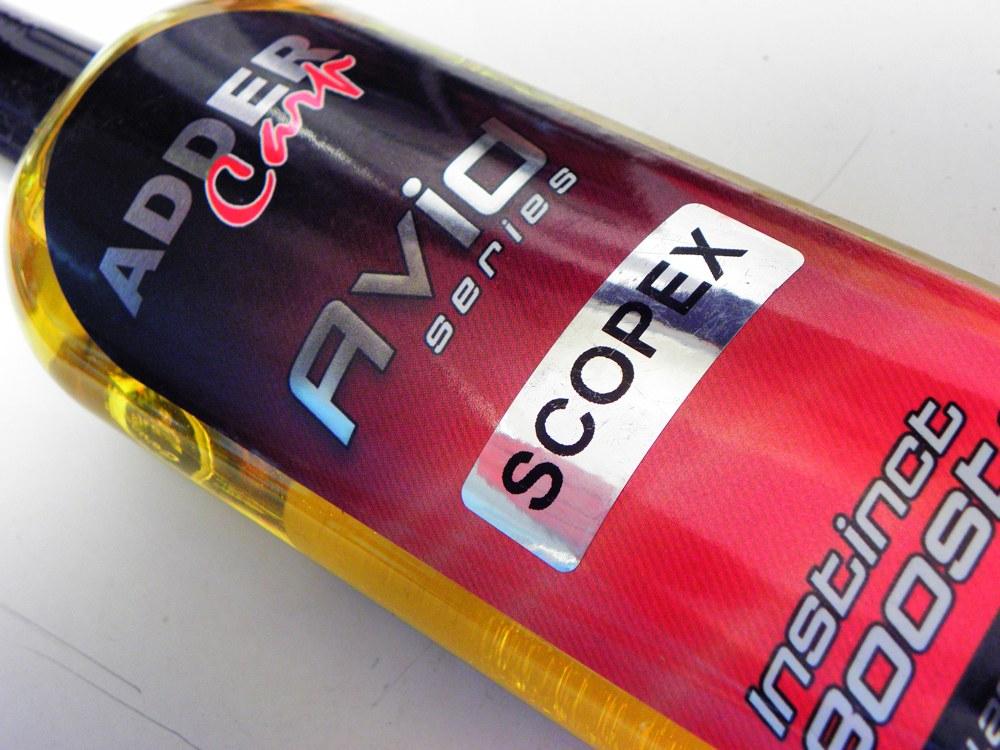 ADDER
Carp
Avid
series
SCOPEX
Instinct
BOOST